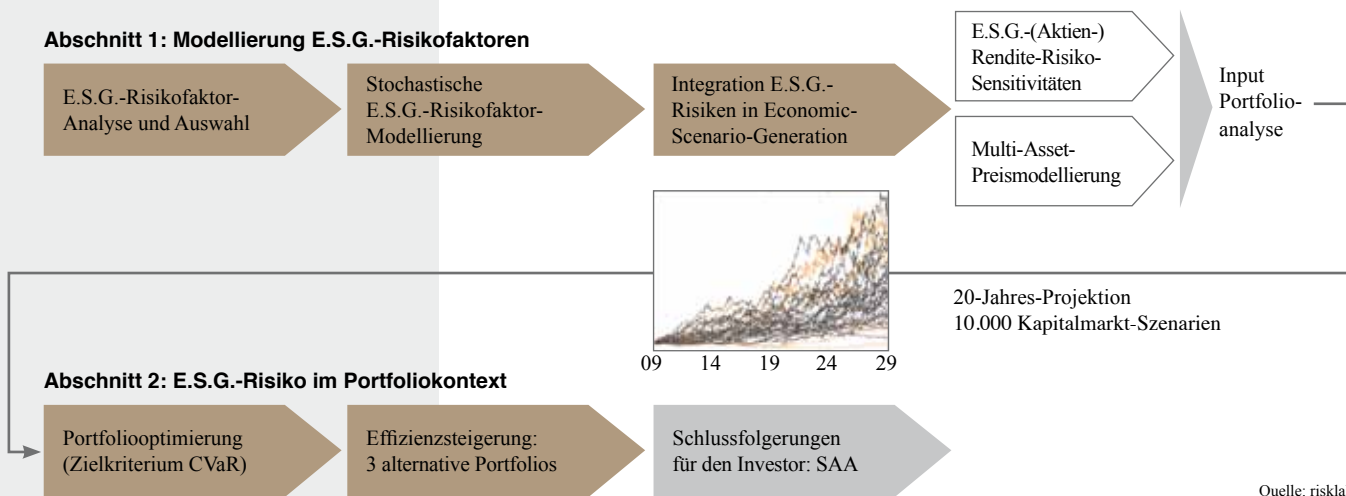 Abschnitt 1: Modellierung E.S.G.-Risikofaktoren
E.S.G.-Risikofaktor-
Analyse und Auswahl
Stochastische
E.S.G.-Risikofaktor-
Modellierung
Integration E.S.G.-
Risiken in Economic-
Scenario-Generation
E.S.G.-(Aktien-)
Rendite-Risiko-
Sensitivitäten
Multi-Asset-
Preismodellierung
Input
Portfolio-
analyse
09 14 19 24 29
20-Jahres-Projektion
10.000 Kapitalmarkt-Szenarien
Abschnitt 2: E.S.G.-Risiko im Portfoliokontext
Portfoliooptimierung
(Zielkriterium CVaR)
Effizienzsteigerung:
3 alternative Portfolios
Schlussfolgerungen
für den Investor: SAA
Quelle: riskla